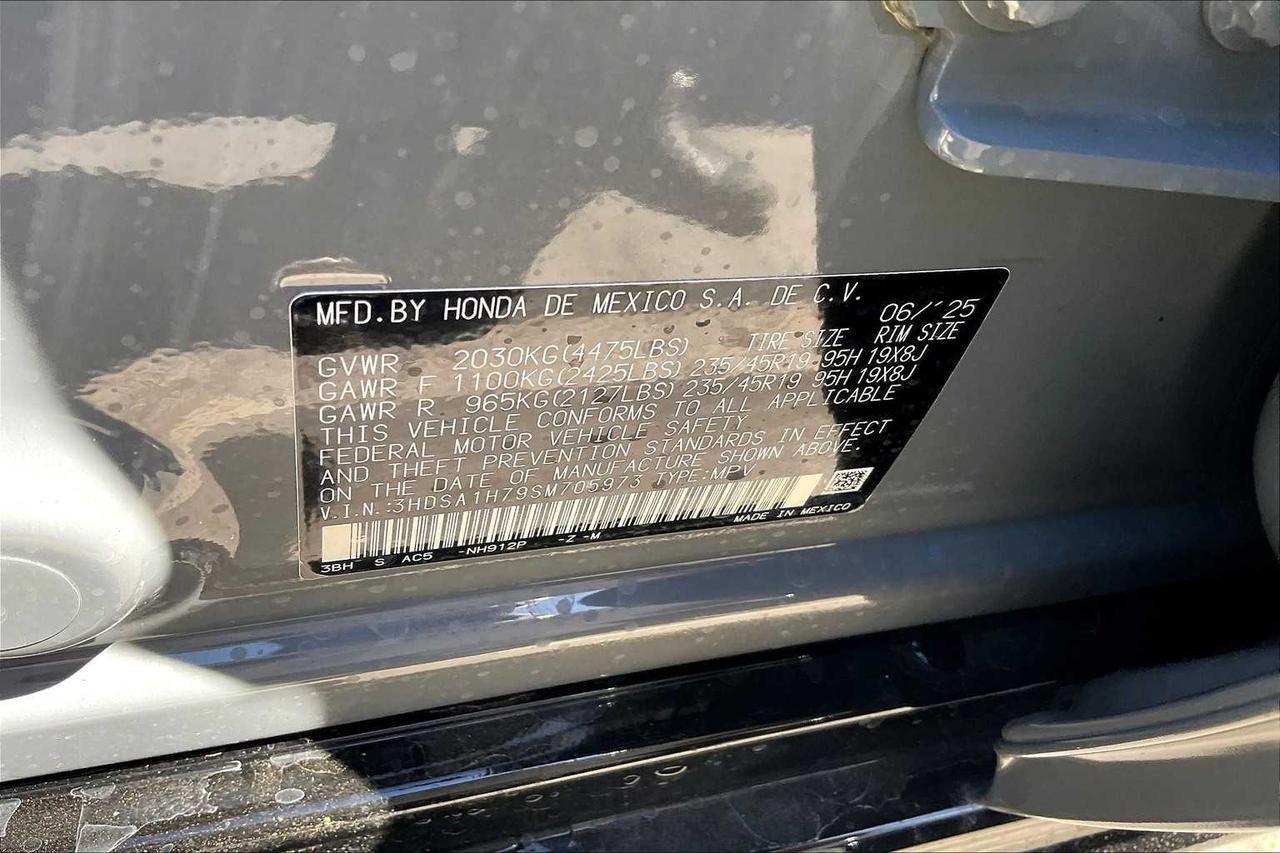 MFD.BY HONDA DE MEXICO S.A. DE C.V.
06/'25
TIRE SIZE RIM SIZE
GVWR 2030KG(4475LBS)
GAWR F 1100KG(2425LBS) 235/45R19 95H 19X8J
GAWR R 965KG(2127LBS) 235/45R19 95H 19X8J
THIS VEHICLE CONFORMS TO ALL APPLICABLE
FEDERAL MOTOR VEHICLE SAFETY
AND THEFT PREVENTION STANDARDS IN EFFECT
ON THE DATE OF MANUFACTURE SHOWN ABOVE.
V.I.N.:3HDSA1H79SM705973 TYPE:MPV
MADE IN MEXICO
3BH S AC5 -NH912P -Z -M